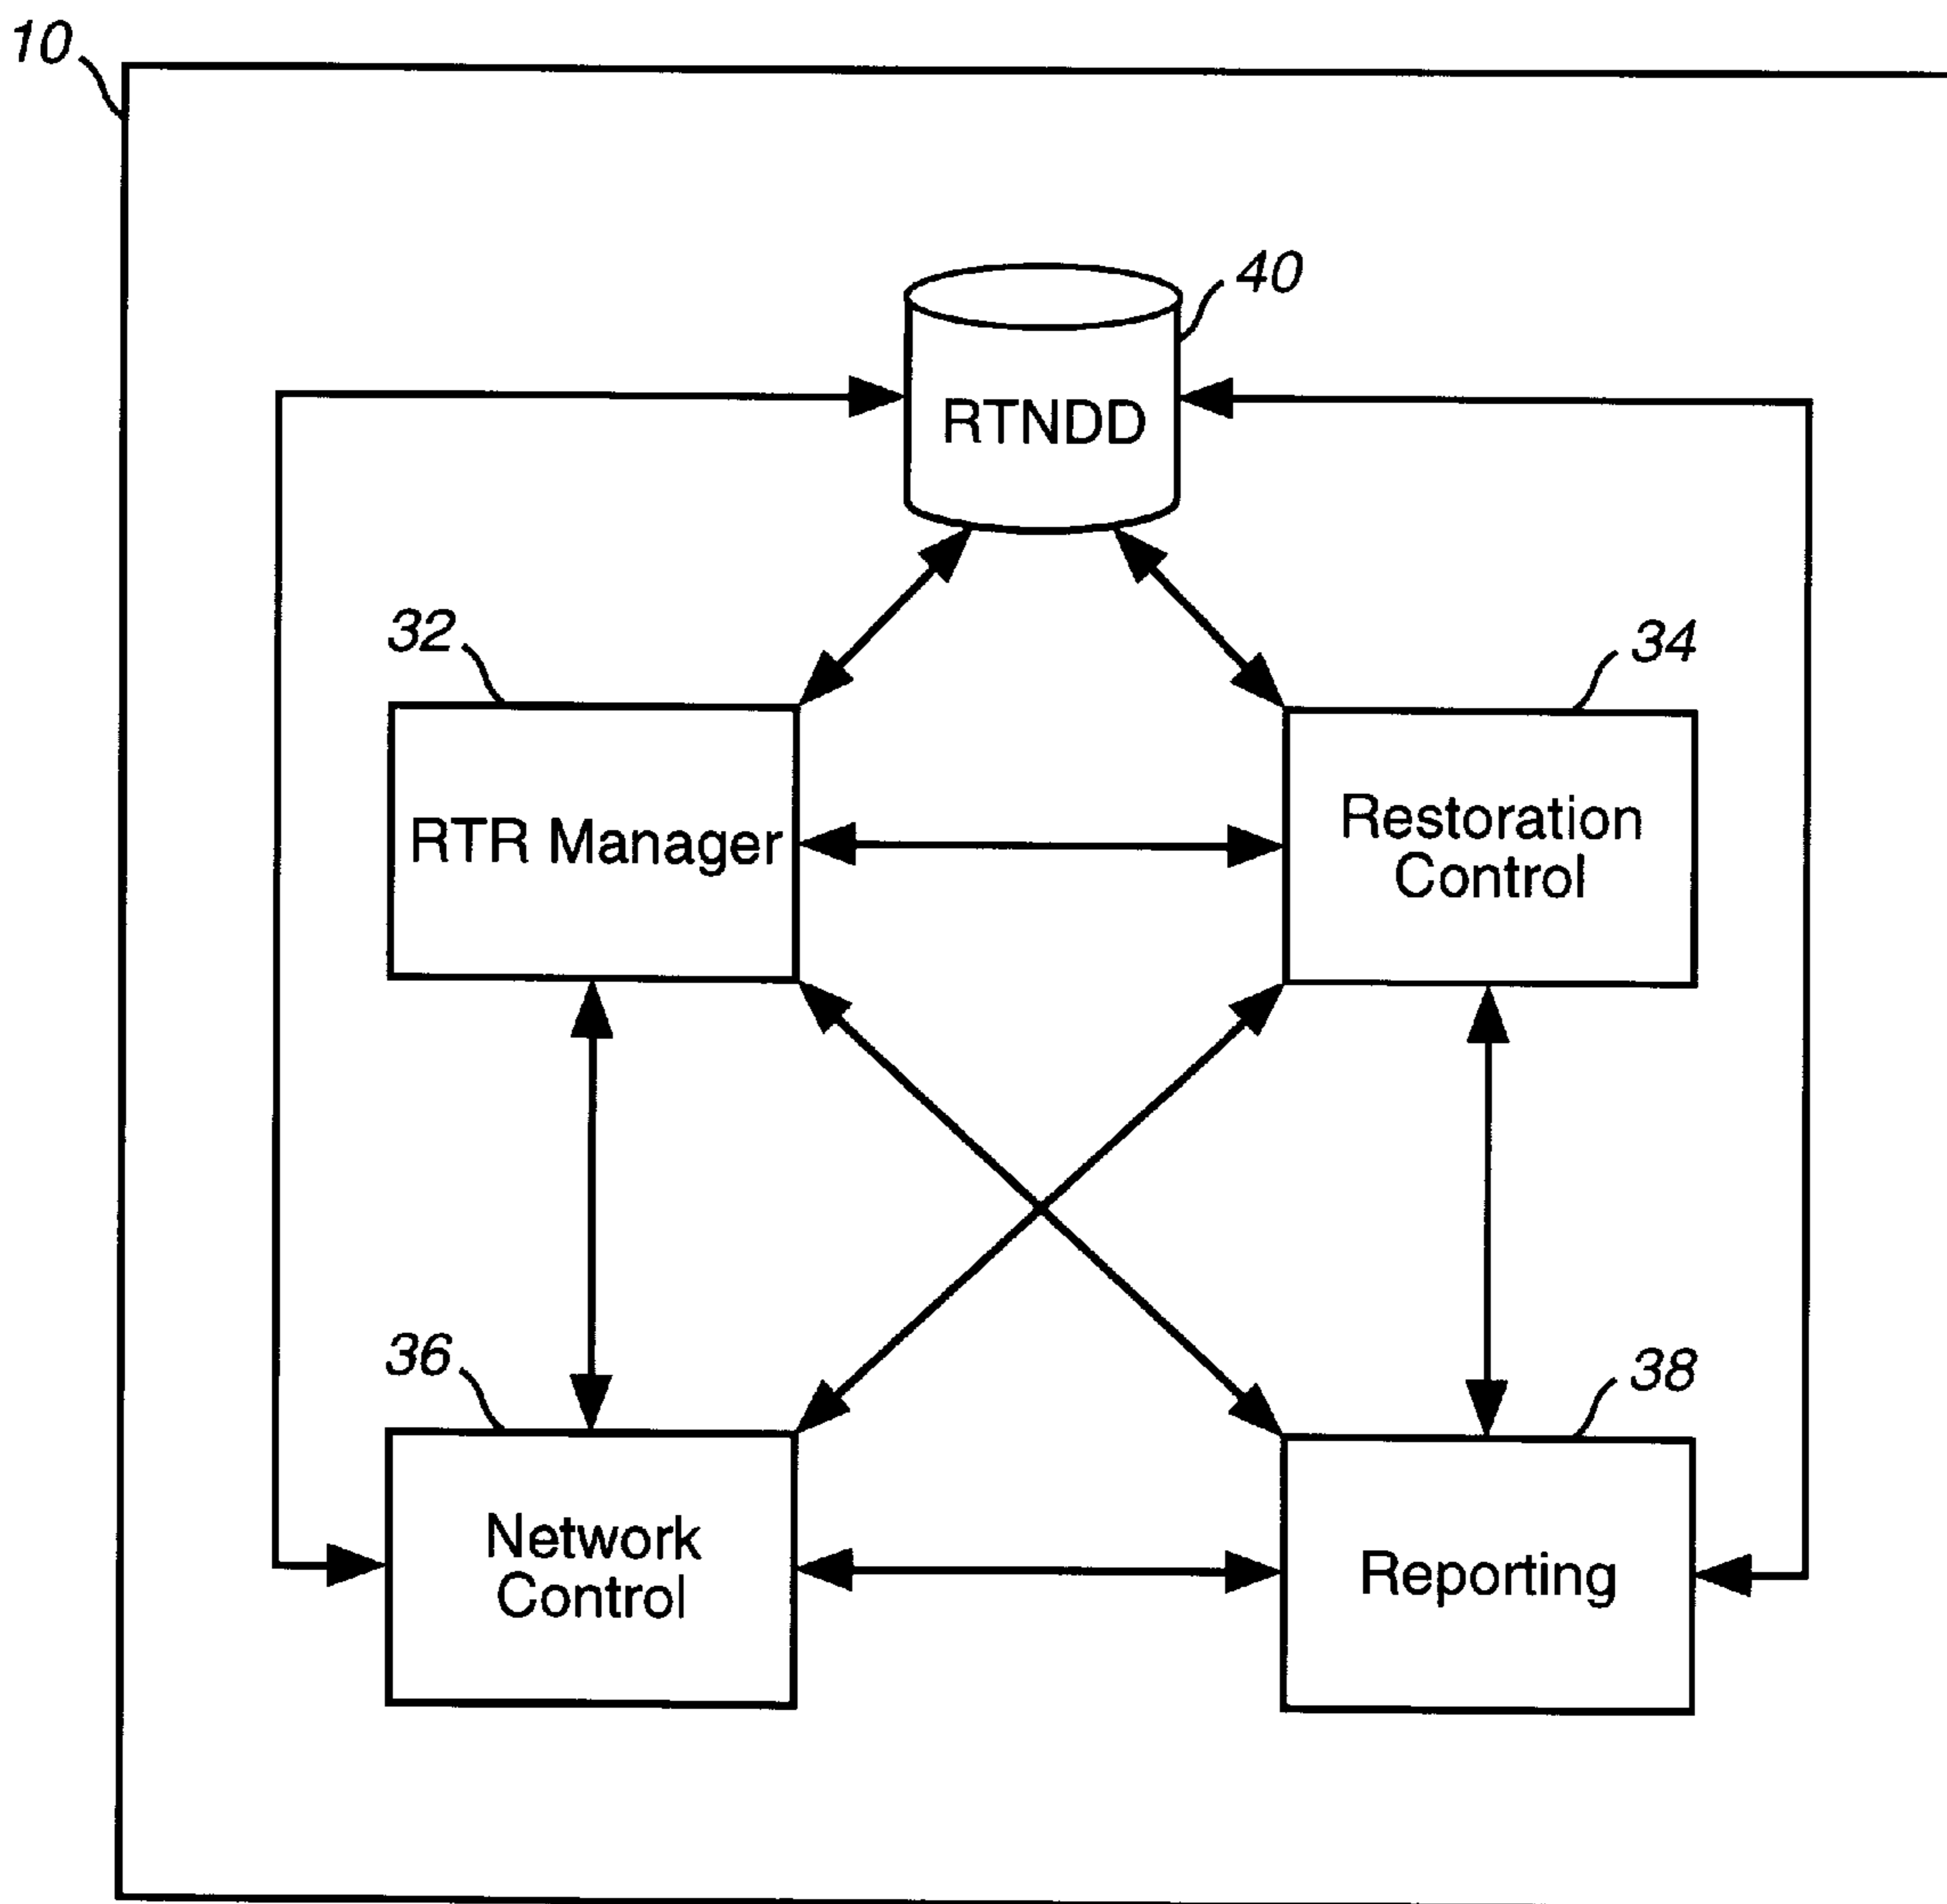 10
40
RTNDD
32
34
RTR Manager
Restoration
Control
36
38
Network
Control
Reporting